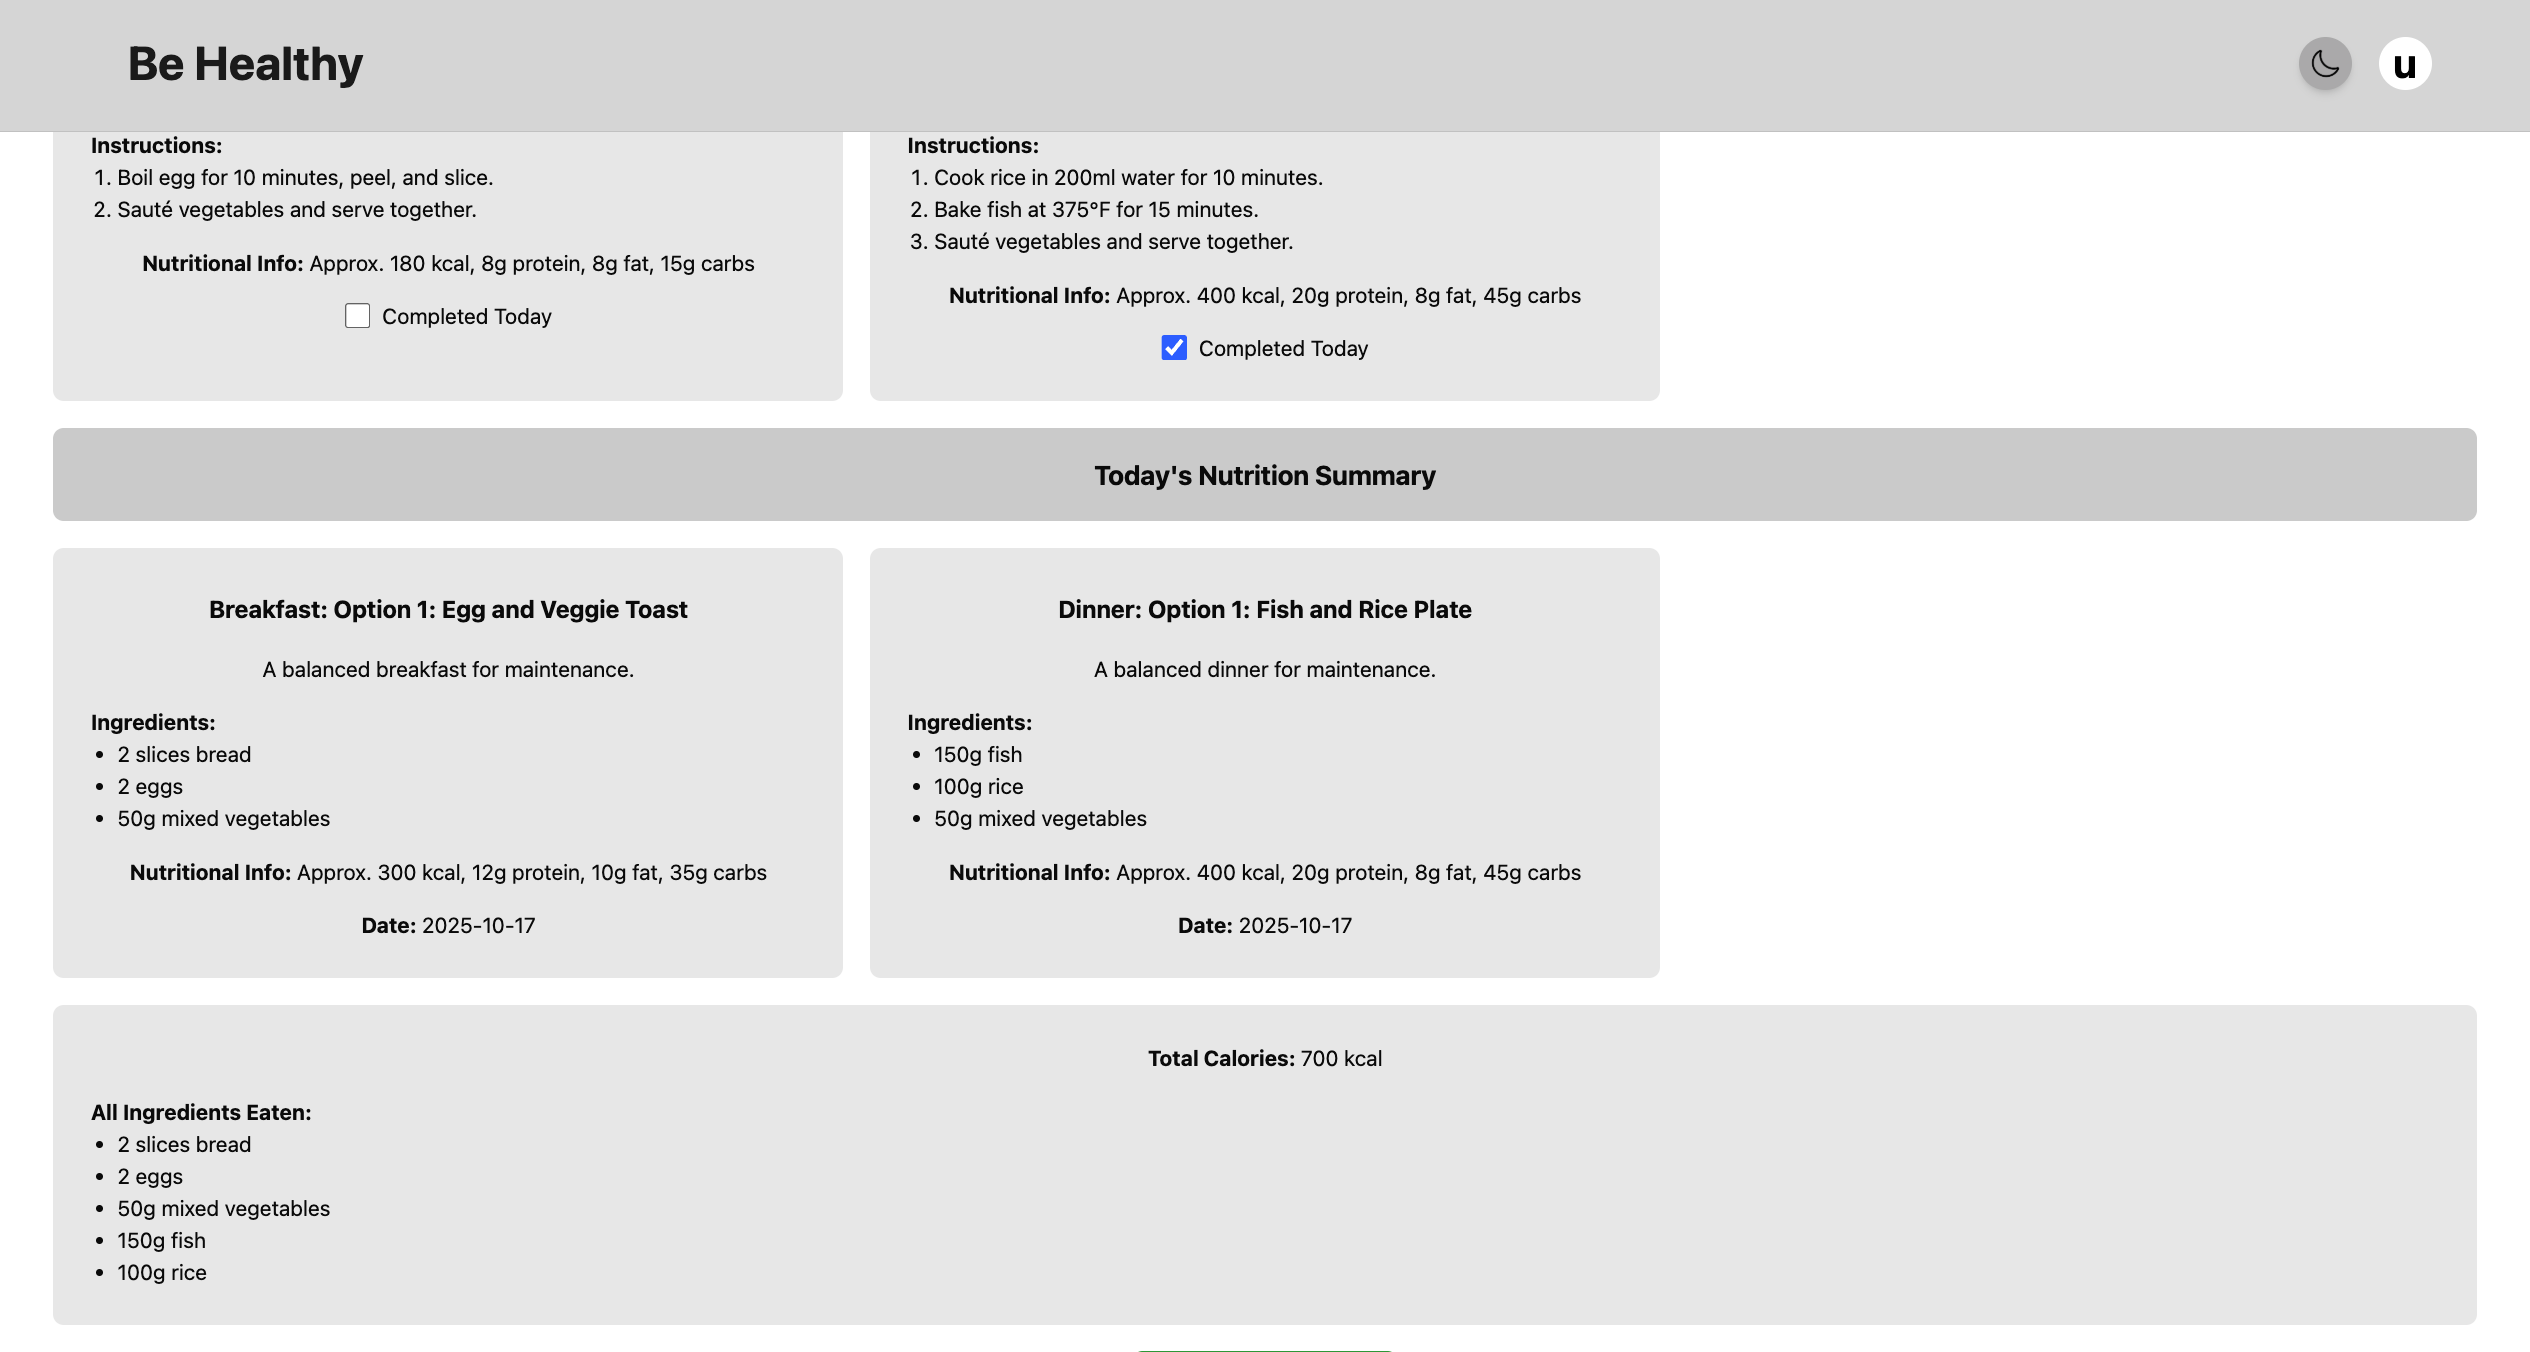 Be Healthy
u
Instructions:
1. Boil egg for 10 minutes, peel, and slice.
2. Sauté vegetables and serve together.
Nutritional Info: Approx. 180 kcal, 8g protein, 8g fat, 15g carbs
Completed Today
Instructions:
1. Cook rice in 200ml water for 10 minutes.
2. Bake fish at 375°F for 15 minutes.
3. Sauté vegetables and serve together.
Nutritional Info: Approx. 400 kcal, 20g protein, 8g fat, 45g carbs
Completed Today
Today's Nutrition Summary
Breakfast: Option 1: Egg and Veggie Toast
A balanced breakfast for maintenance.
Ingredients:
• 2 slices bread
• 2 eggs
• 50g mixed vegetables
Nutritional Info: Approx. 300 kcal, 12g protein, 10g fat, 35g carbs
Date: 2025-10-17
Dinner: Option 1: Fish and Rice Plate
A balanced dinner for maintenance.
Ingredients:
• 150g fish
• 100g rice
• 50g mixed vegetables
Nutritional Info: Approx. 400 kcal, 20g protein, 8g fat, 45g carbs
Date: 2025-10-17
Total Calories: 700 kcal
All Ingredients Eaten:
• 2 slices bread
• 2 eggs
• 50g mixed vegetables
• 150g fish
• 100g rice